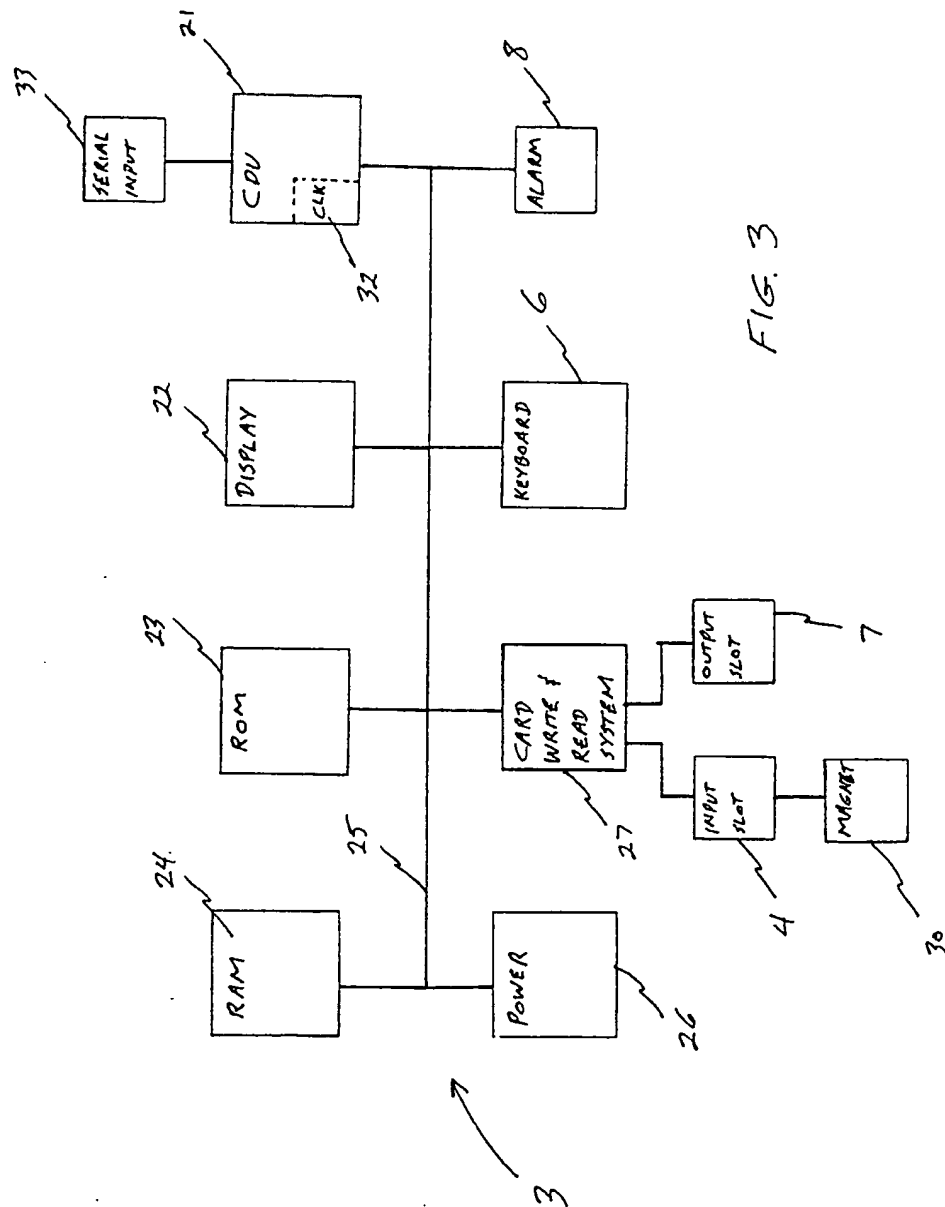 33
SERIAL
INPUT
24. 23 22 21
RAM ROM DISPLAY CDU
CLK
25 32
POWER CARD WRITE & READ SYSTEM KEYBOARD ALARM
8
6
26 27
3
INPUT SLOT OUTPUT SLOT
4 7
MAGNET
30
FIG. 3